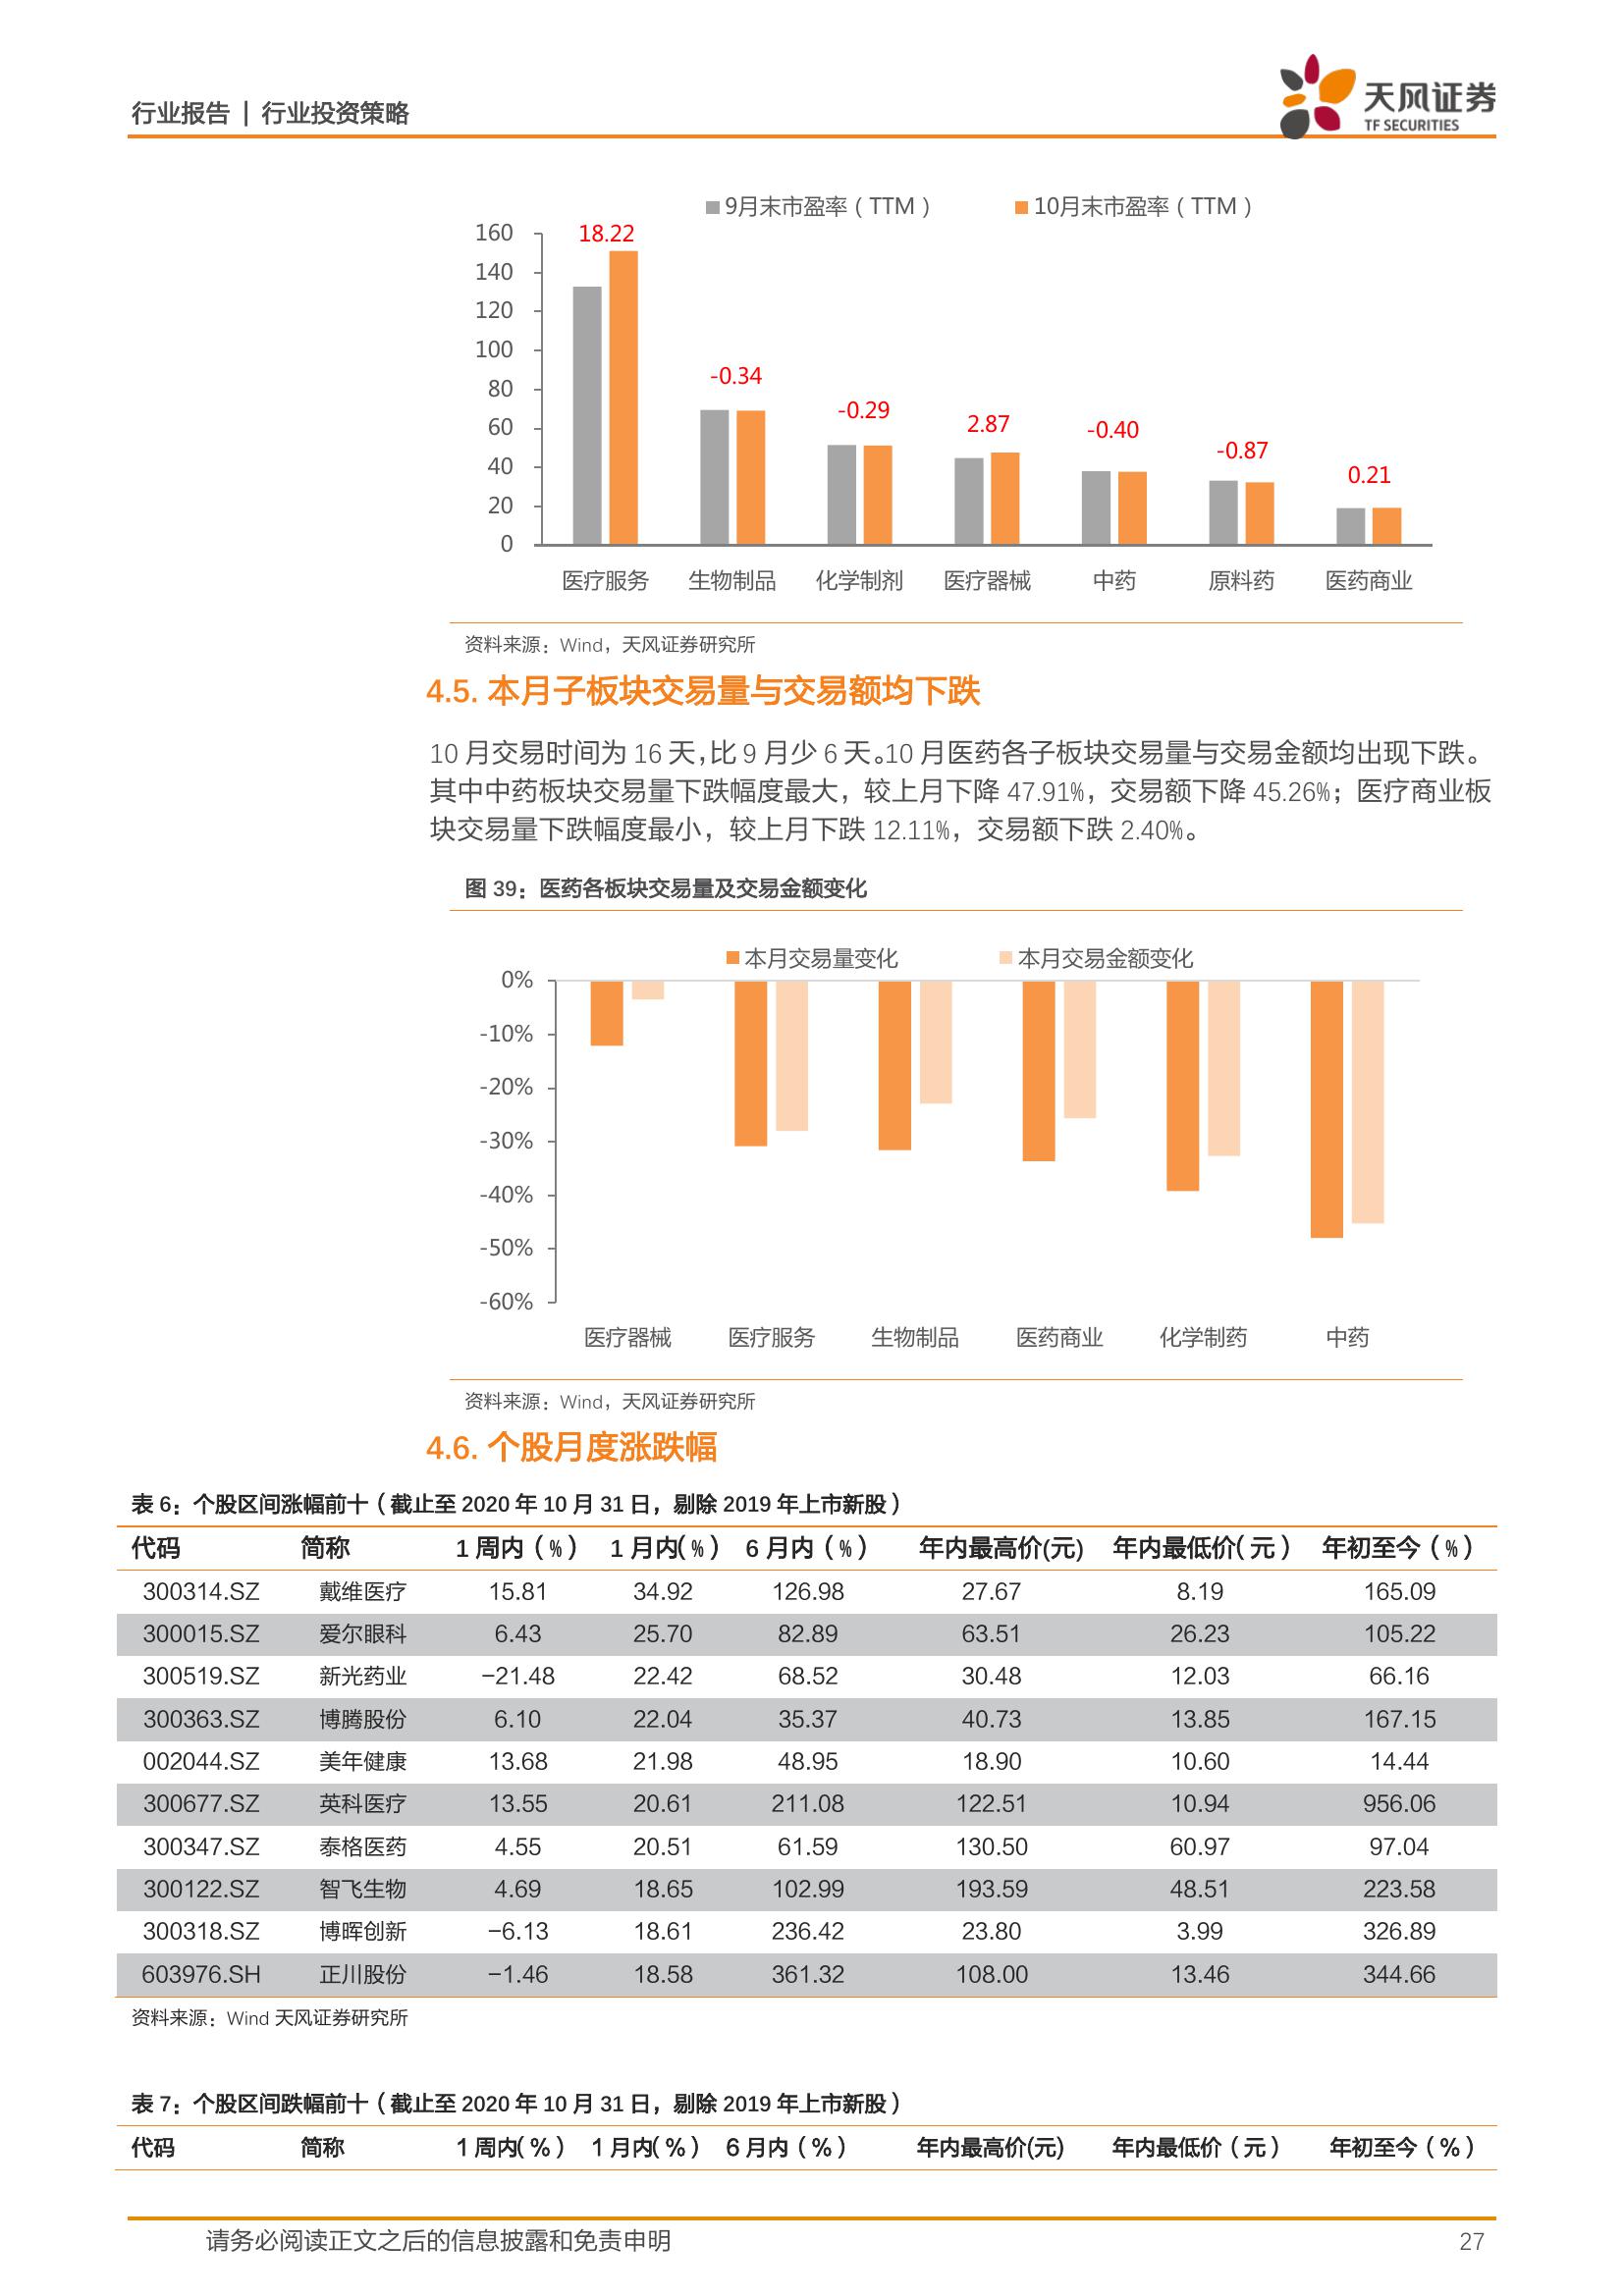 行业报告 | 行业投资策略
天风证券
TF SECURITIES
9月末市盈率（TTM） 10月末市盈率（TTM）
160
140
120
100
80
60
40
20
0
18.22
-0.34
-0.29
2.87
-0.40
-0.87
0.21
医疗服务 生物制品 化学制剂 医疗器械 中药 原料药 医药商业
资料来源：Wind，天风证券研究所
4.5. 本月子板块交易量与交易额均下跌
10 月交易时间为 16 天，比 9 月少 6 天。10 月医药各子板块交易量与交易金额均出现下跌。
其中中药板块交易量下跌幅度最大，较上月下降 47.91%，交易额下降 45.26%；医疗商业板
块交易量下跌幅度最小，较上月下跌 12.11%，交易额下跌 2.40%。
图 39：医药各板块交易量及交易金额变化
本月交易量变化 本月交易金额变化
0%
-10%
-20%
-30%
-40%
-50%
-60%
医疗器械 医疗服务 生物制品 医药商业 化学制药 中药
资料来源：Wind，天风证券研究所
4.6. 个股月度涨跌幅
表 6：个股区间涨幅前十（截止至 2020 年 10 月 31 日，剔除 2019 年上市新股）
代码 简称 1 周内（%） 1 月内（%） 6 月内（%） 年内最高价(元) 年内最低价（元） 年初至今（%）
300314.SZ 戴维医疗 15.81 34.92 126.98 27.67 8.19 165.09
300015.SZ 爱尔眼科 6.43 25.70 82.89 63.51 26.23 105.22
300519.SZ 新光药业 −21.48 22.42 68.52 30.48 12.03 66.16
300363.SZ 博腾股份 6.10 22.04 35.37 40.73 13.85 167.15
002044.SZ 美年健康 13.68 21.98 48.95 18.90 10.60 14.44
300677.SZ 英科医疗 13.55 20.61 211.08 122.51 10.94 956.06
300347.SZ 泰格医药 4.55 20.51 61.59 130.50 60.97 97.04
300122.SZ 智飞生物 4.69 18.65 102.99 193.59 48.51 223.58
300318.SZ 博晖创新 −6.13 18.61 236.42 23.80 3.99 326.89
603976.SH 正川股份 −1.46 18.58 361.32 108.00 13.46 344.66
资料来源：Wind 天风证券研究所
表 7：个股区间跌幅前十（截止至 2020 年 10 月 31 日，剔除 2019 年上市新股）
代码 简称 1 周内（%） 1 月内（%） 6 月内（%） 年内最高价(元) 年内最低价（元） 年初至今（%）
请务必阅读正文之后的信息披露和免责申明 27